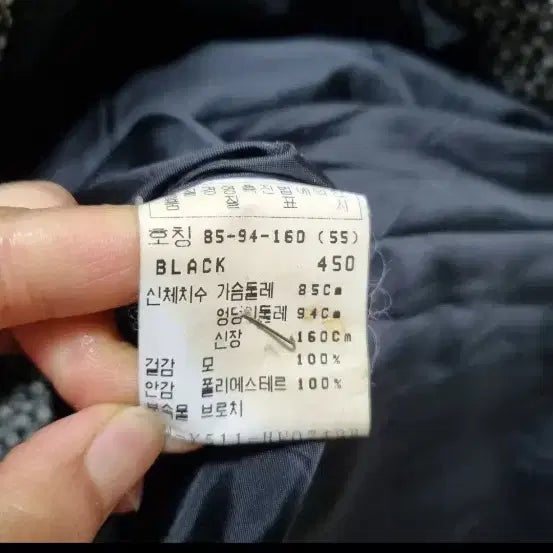 호칭 85-94-160 (55)
BLACK 450
신체치수 가슴둘레 85Cm
엉덩이둘레 94Cm
신장 160Cm
겉감 모 100%
안감 폴리에스테르 100%
부속물 브로치